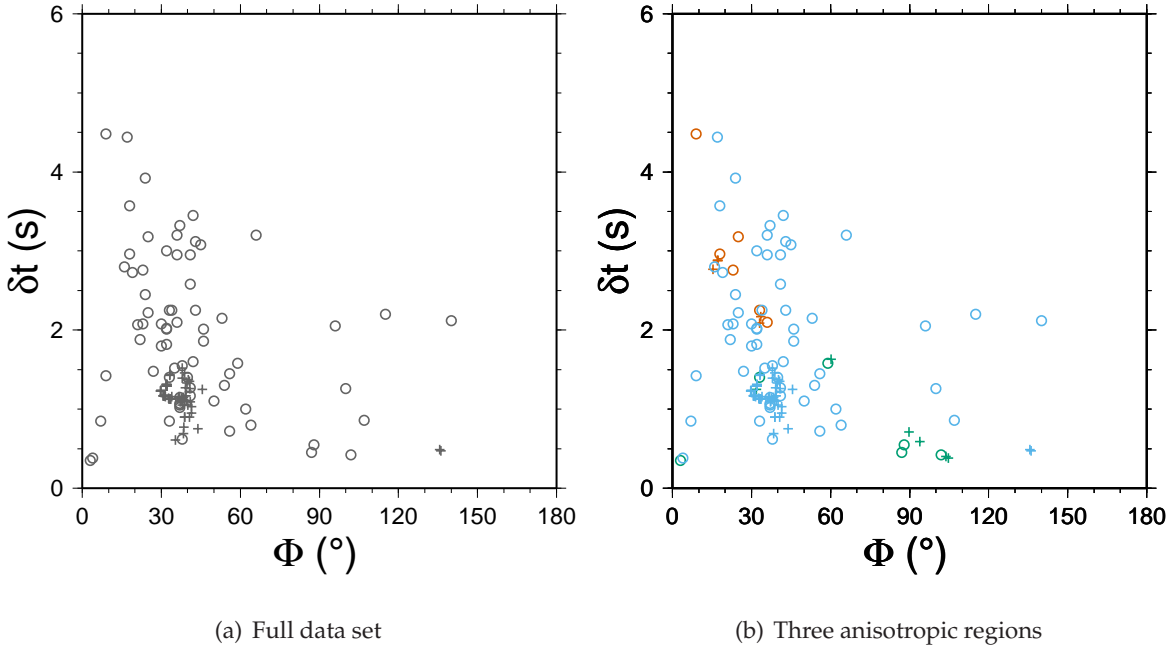 6
4
2
0
δt (s)
0 30 60 90 120 150 180
Φ (°)
(a) Full data set
6
4
2
0
δt (s)
0 30 60 90 120 150 180
Φ (°)
(b) Three anisotropic regions